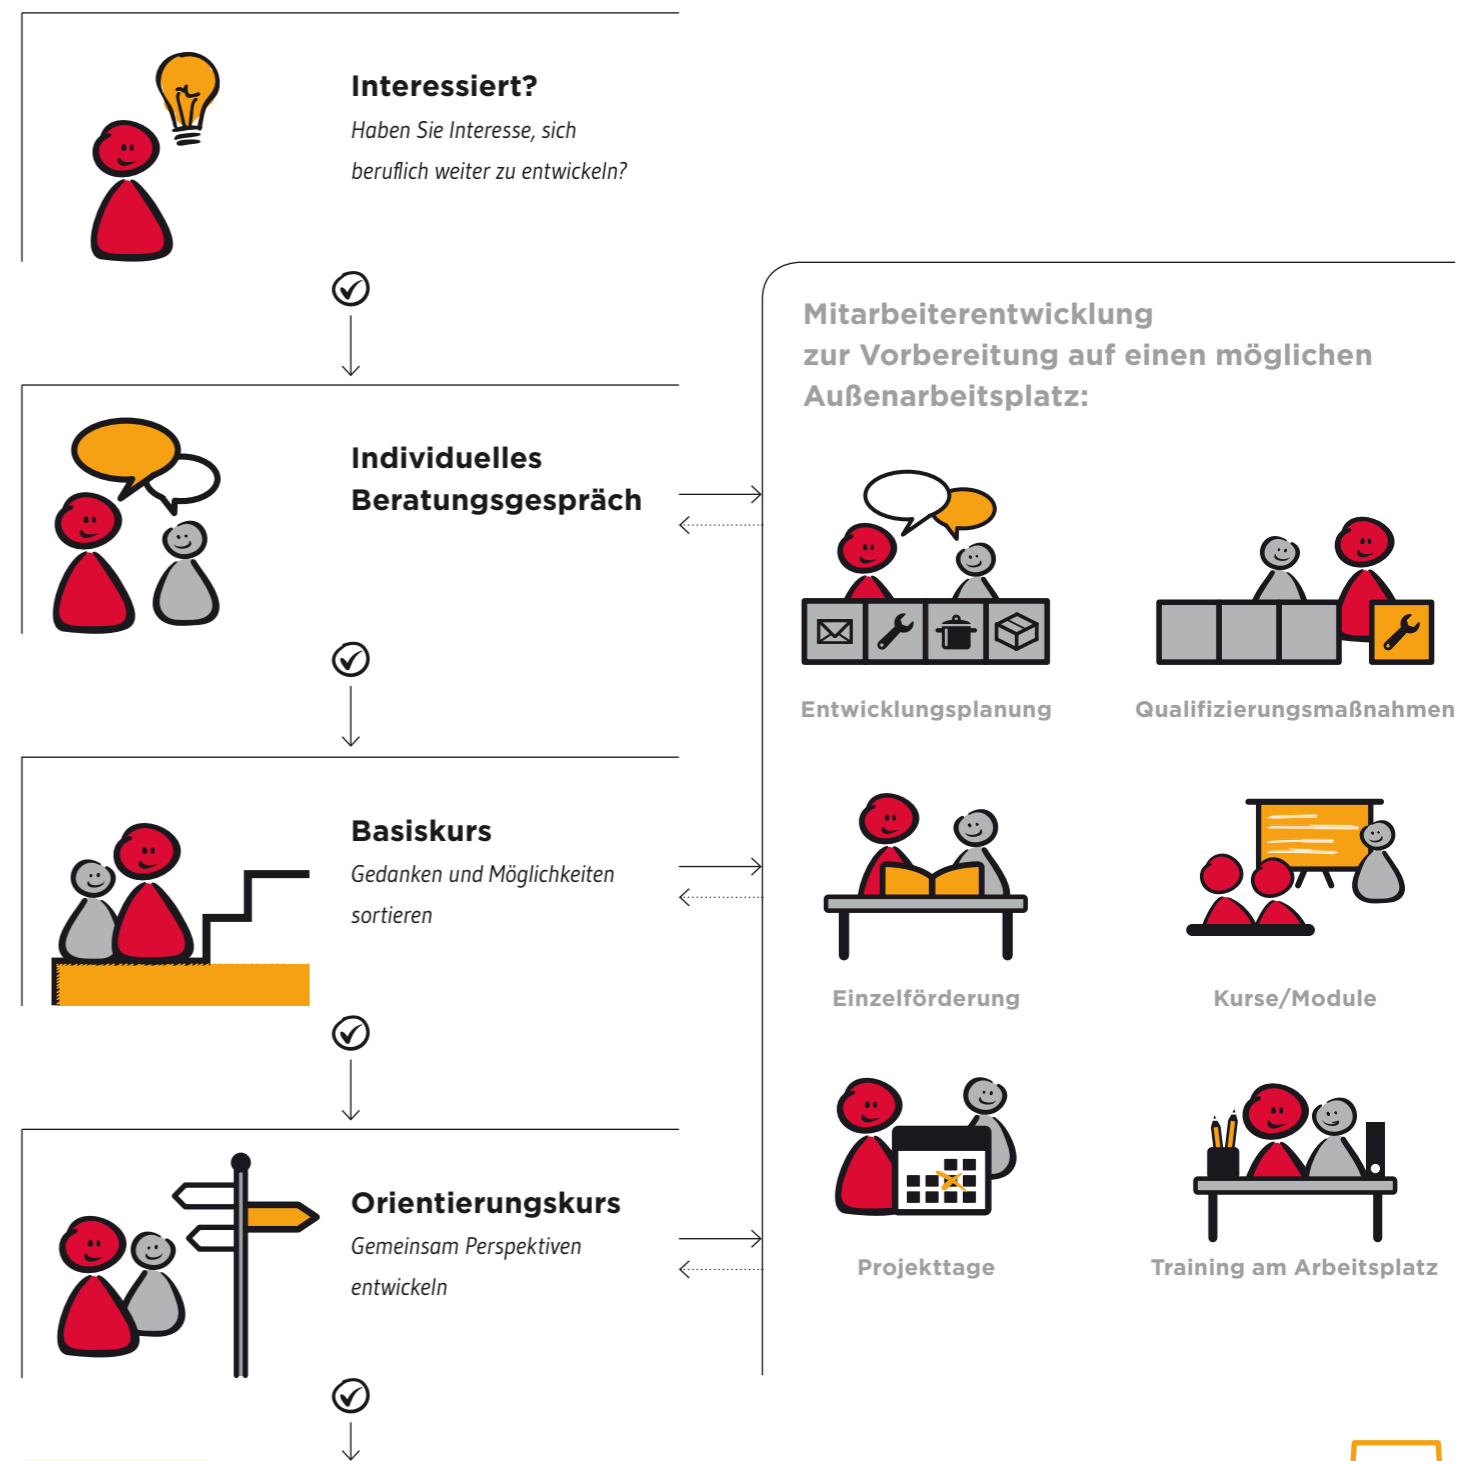 Interessiert?
Haben Sie Interesse, sich
beruflich weiter zu entwickeln?
Individuelles
Beratungsgespräch
Basiskurs
Gedanken und Möglichkeiten
sortieren
Orientierungskurs
Gemeinsam Perspektiven
entwickeln
Mitarbeiterentwicklung
zur Vorbereitung auf einen möglichen
Außenarbeitsplatz:
Entwicklungsplanung
Qualifizierungsmaßnahmen
Einzelförderung
Kurse/Module
Projekttage
Training am Arbeitsplatz